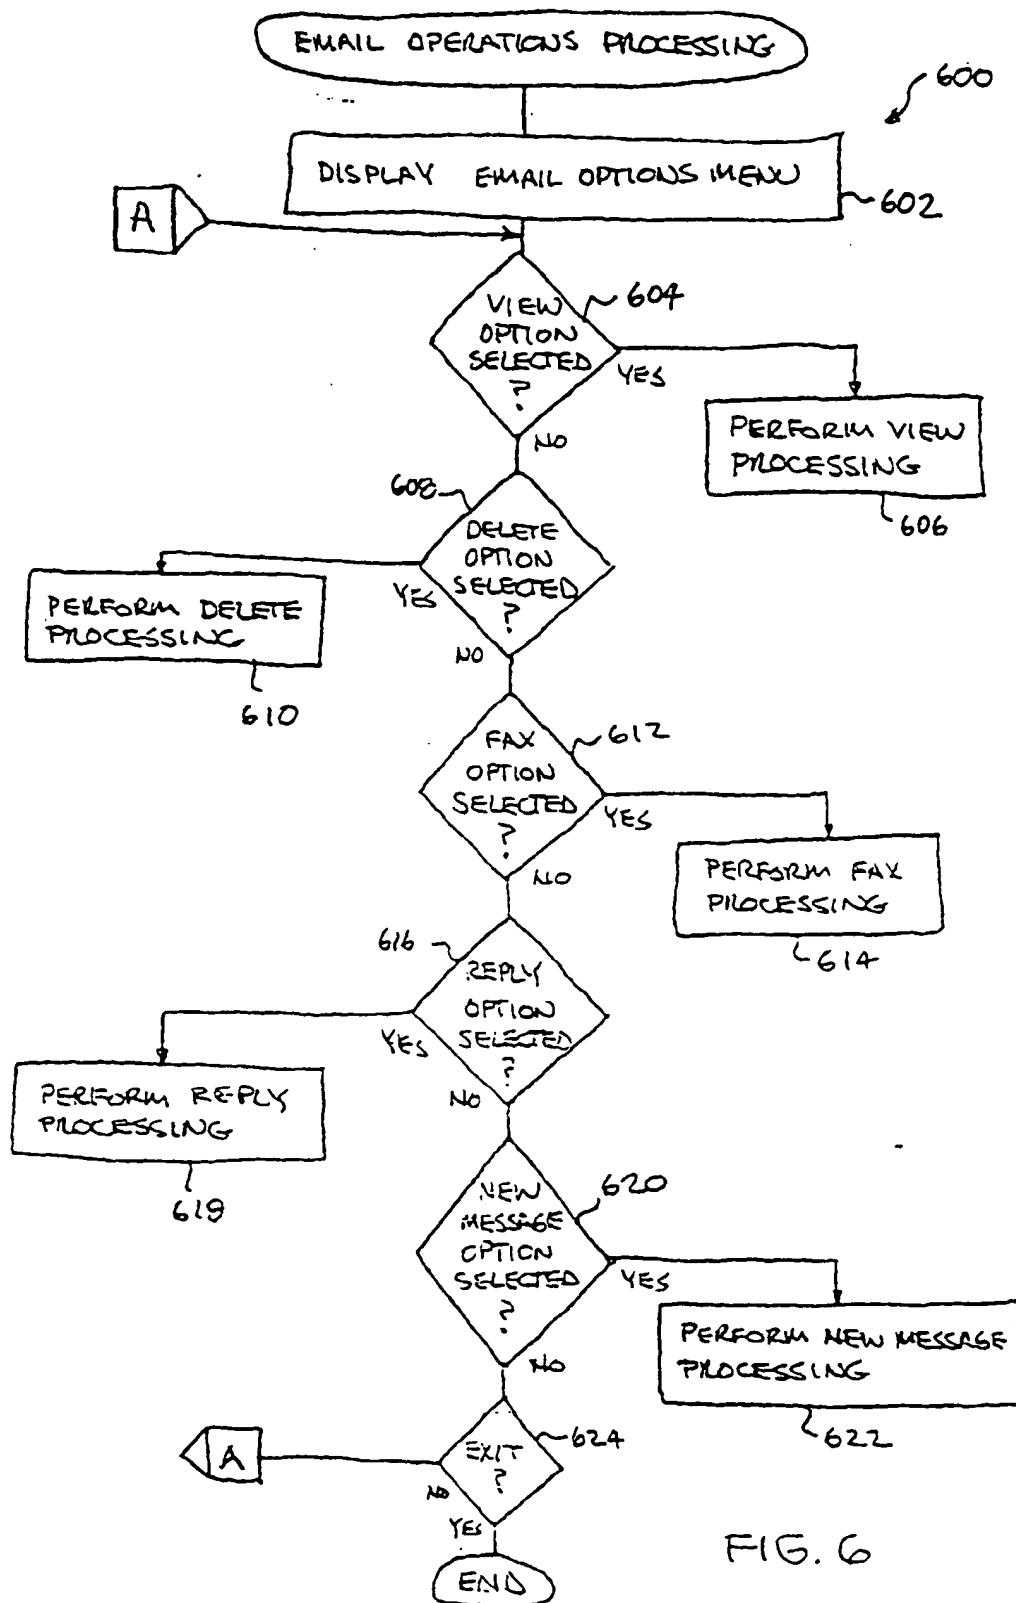 EMAIL OPERATIONS PROCESSING
600
DISPLAY EMAIL OPTIONS MENU
602
A
VIEW
OPTION
SELECTED
?
604
YES
NO
PERFORM VIEW
PROCESSING
606
608
DELETE
OPTION
SELECTED
?
YES
NO
PERFORM DELETE
PROCESSING
610
FAX
OPTION
SELECTED
?
612
YES
NO
PERFORM FAX
PROCESSING
614
616
REPLY
OPTION
SELECTED
?
YES
NO
PERFORM REPLY
PROCESSING
618
NEW
MESSAGE
OPTION
SELECTED
?
620
YES
NO
PERFORM NEW MESSAGE
PROCESSING
622
EXIT
?
624
NO
A
YES
END
FIG. 6